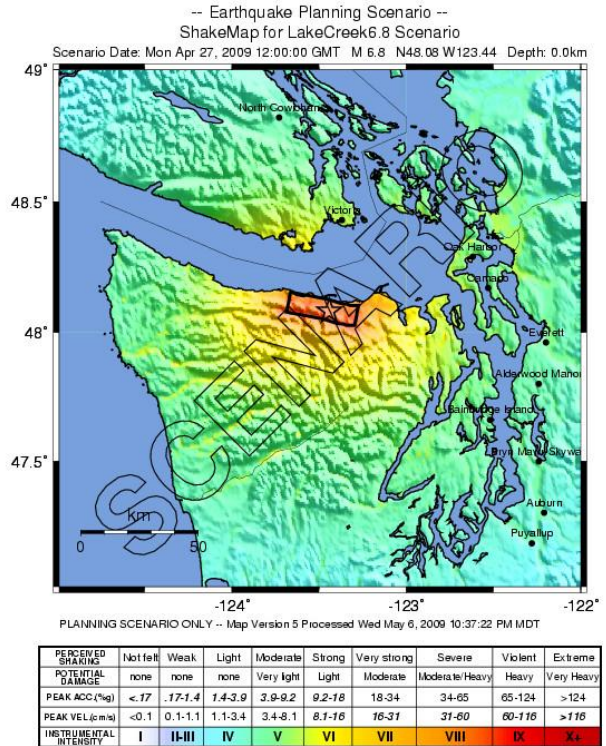 -- Earthquake Planning Scenario --
ShakeMap for LakeCreek6.8 Scenario
Scenario Date: Mon Apr 27, 2009 12:00:00 GMT M 6.8 N48.08 W123.44 Depth: 0.0km
49°
North Cowichan
48.5°
Victoria
Oak Harbor
Camano
48°
Everett
Alderwood Manor
Bainbridge Island
47.5°
Bryn Mawr-Skyway
Auburn
Puyallup
SCENARIO
km
0 50
-124° -123° -122°
PLANNING SCENARIO ONLY -- Map Version 5 Processed Wed May 6, 2009 10:37:22 PM MDT
PERCEIVED SHAKING Not felt Weak Light Moderate Strong Very strong Severe Violent Extreme
POTENTIAL DAMAGE none none none Very light Light Moderate Moderate/Heavy Heavy Very Heavy
PEAK ACC.(%g) <.17 .17-1.4 1.4-3.9 3.9-9.2 9.2-18 18-34 34-65 65-124 >124
PEAK VEL.(cm/s) <0.1 0.1-1.1 1.1-3.4 3.4-8.1 8.1-16 16-31 31-60 60-116 >116
INSTRUMENTAL INTENSITY I II-III IV V VI VII VIII IX X+